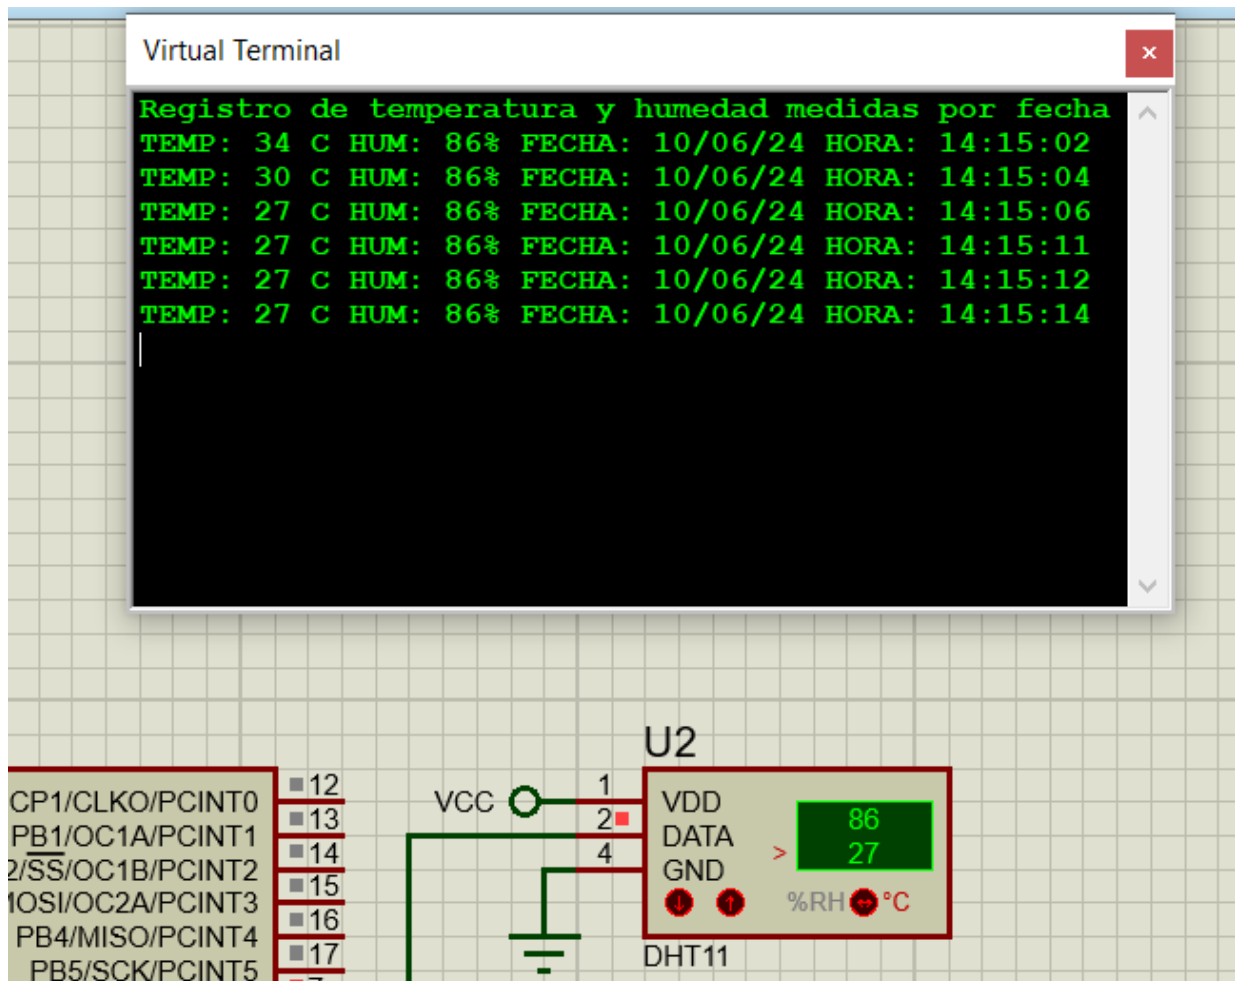 Virtual Terminal
x
Registro de temperatura y humedad medidas por fecha
TEMP: 34 C HUM: 86% FECHA: 10/06/24 HORA: 14:15:02
TEMP: 30 C HUM: 86% FECHA: 10/06/24 HORA: 14:15:04
TEMP: 27 C HUM: 86% FECHA: 10/06/24 HORA: 14:15:06
TEMP: 27 C HUM: 86% FECHA: 10/06/24 HORA: 14:15:11
TEMP: 27 C HUM: 86% FECHA: 10/06/24 HORA: 14:15:12
TEMP: 27 C HUM: 86% FECHA: 10/06/24 HORA: 14:15:14
CP1/CLKO/PCINT0
PB1/OC1A/PCINT1
2/SS/OC1B/PCINT2
MOSI/OC2A/PCINT3
PB4/MISO/PCINT4
PB5/SCK/PCINT5
12
13
14
15
16
17
VCC
1
2
4
U2
VDD
DATA
GND
86
> 27
%RH °C
DHT11